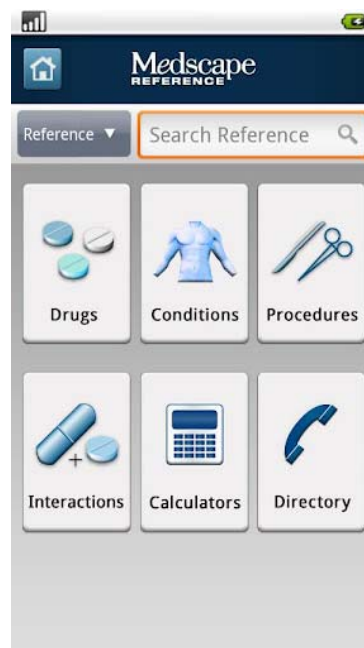 Medscape
REFERENCE
Reference
Search Reference
Drugs
Conditions
Procedures
Interactions
Calculators
Directory